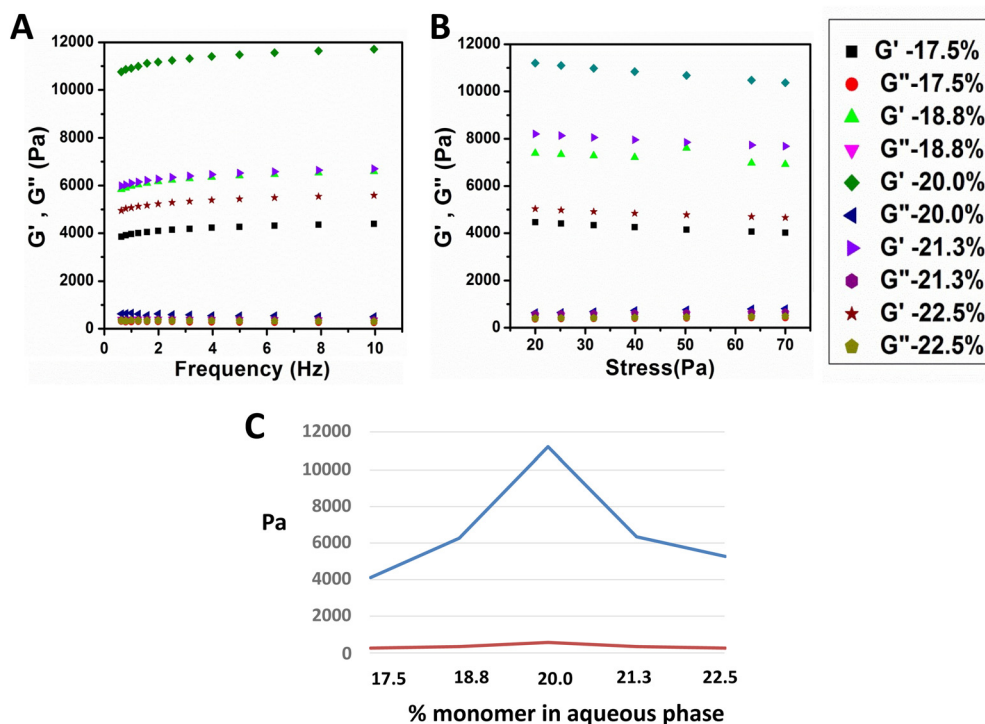 A
12000
10000
8000
6000
4000
2000
0
G' , G" (Pa)
0 2 4 6 8 10
Frequency (Hz)
B
12000
10000
8000
6000
4000
2000
0
G' , G" (Pa)
20 30 40 50 60 70
Stress(Pa)
G' -17.5%
G"-17.5%
G' -18.8%
G"-18.8%
G' -20.0%
G"-20.0%
G' -21.3%
G"-21.3%
G' -22.5%
G"-22.5%
C
12000
10000
8000
6000
4000
2000
0
Pa
17.5 18.8 20.0 21.3 22.5
% monomer in aqueous phase